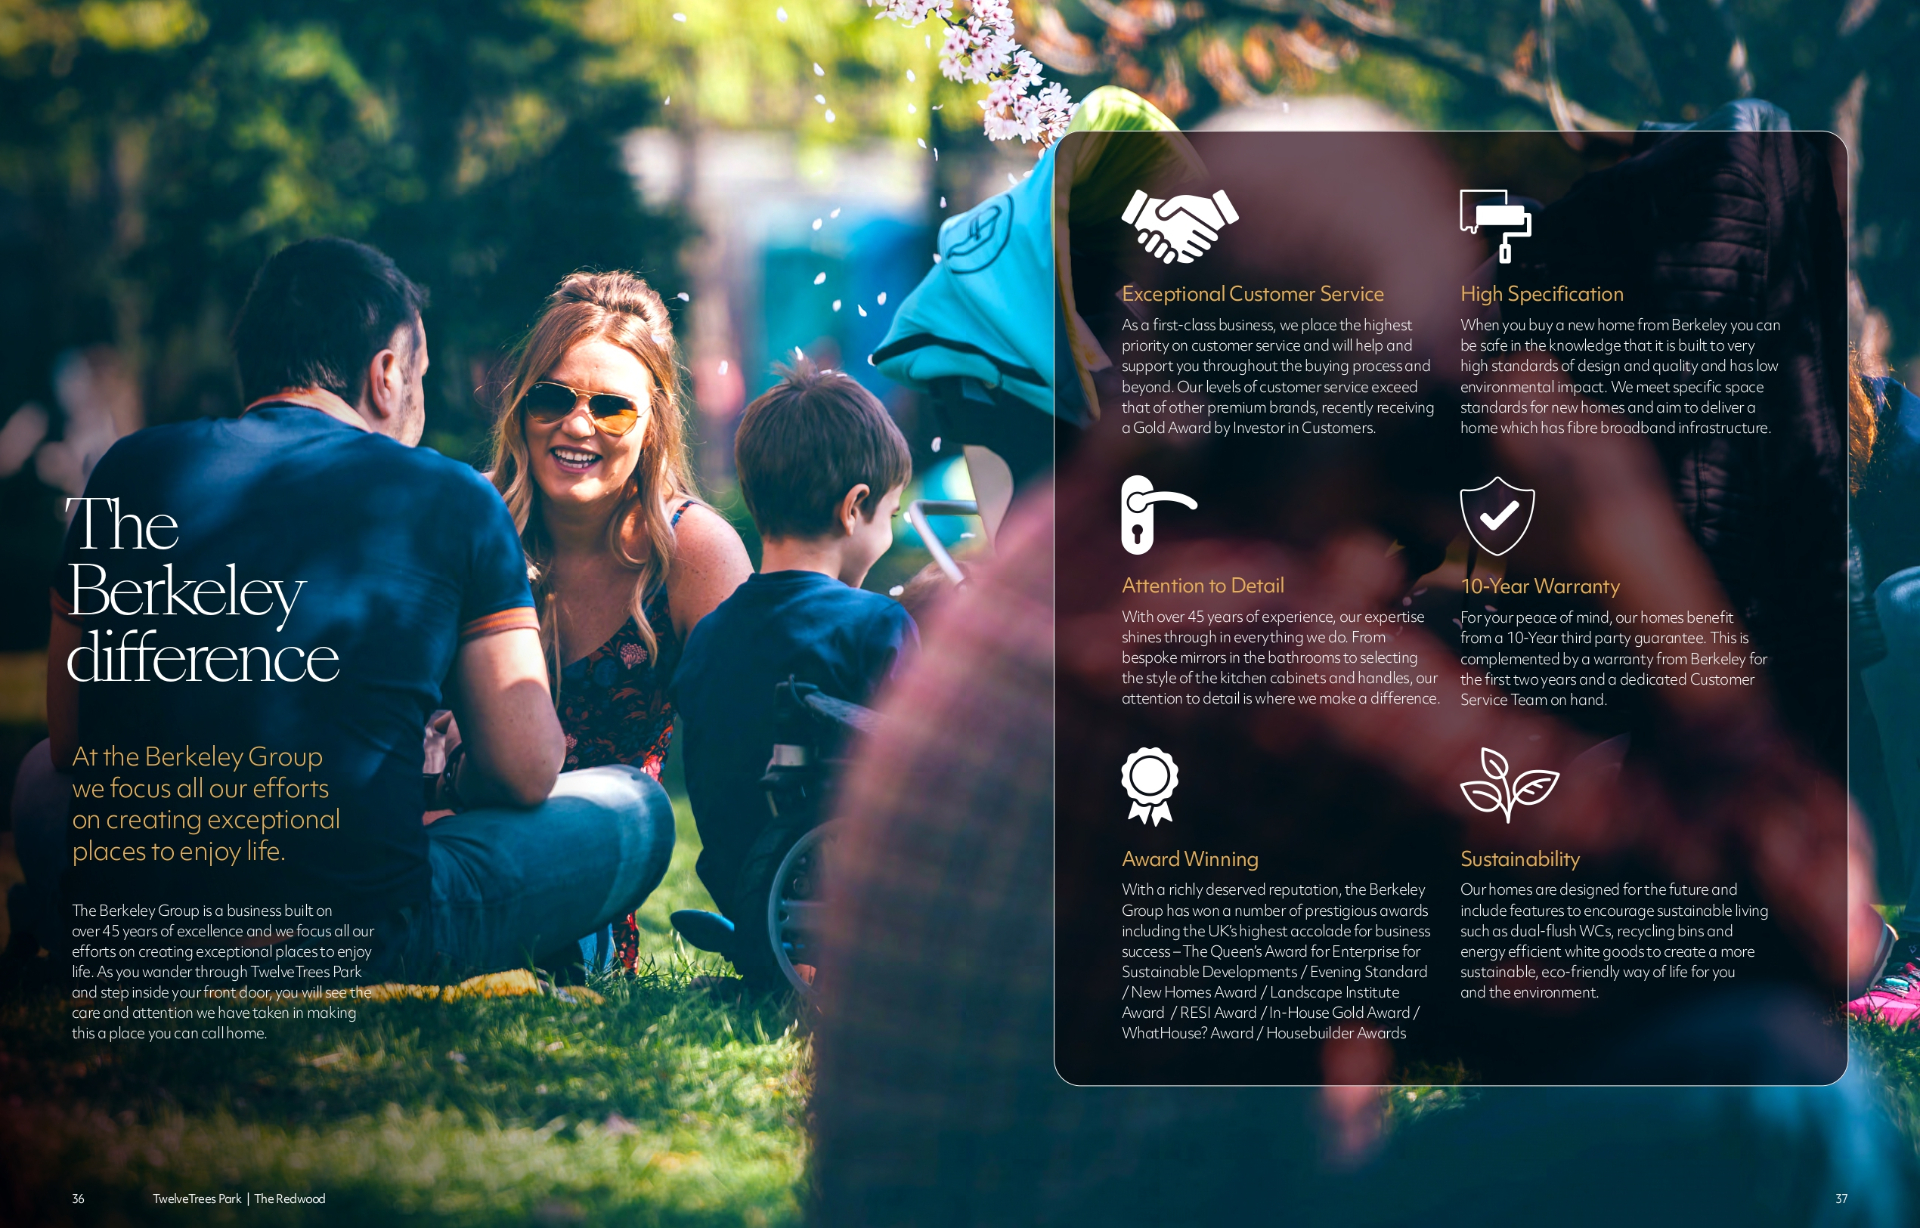 The
Berkeley
difference
At the Berkeley Group
we focus all our efforts
on creating exceptional
places to enjoy life.
The Berkeley Group is a business built on
over 45 years of excellence and we focus all our
efforts on creating exceptional places to enjoy
life. As you wander through TwelveTrees Park
and step inside your front door, you will see the
care and attention we have taken in making
this a place you can call home.
36
TwelveTrees Park | The Redwood
Exceptional Customer Service
As a first-class business, we place the highest
priority on customer service and will help and
support you throughout the buying process and
beyond. Our levels of customer service exceed
that of other premium brands, recently receiving
a Gold Award by Investor in Customers.
High Specification
When you buy a new home from Berkeley you can
be safe in the knowledge that it is built to very
high standards of design and quality and has low
environmental impact. We meet specific space
standards for new homes and aim to deliver a
home which has fibre broadband infrastructure.
Attention to Detail
With over 45 years of experience, our expertise
shines through in everything we do. From
bespoke mirrors in the bathrooms to selecting
the style of the kitchen cabinets and handles, our
attention to detail is where we make a difference.
10-Year Warranty
For your peace of mind, our homes benefit
from a 10-Year third party guarantee. This is
complemented by a warranty from Berkeley for
the first two years and a dedicated Customer
Service Team on hand.
Award Winning
With a richly deserved reputation, the Berkeley
Group has won a number of prestigious awards
including the UK's highest accolade for business
success – The Queen's Award for Enterprise for
Sustainable Developments / Evening Standard
/ New Homes Award / Landscape Institute
Award / RESI Award / In-House Gold Award /
WhatHouse? Award / Housebuilder Awards
Sustainability
Our homes are designed for the future and
include features to encourage sustainable living
such as dual-flush WCs, recycling bins and
energy efficient white goods to create a more
sustainable, eco-friendly way of life for you
and the environment.
37